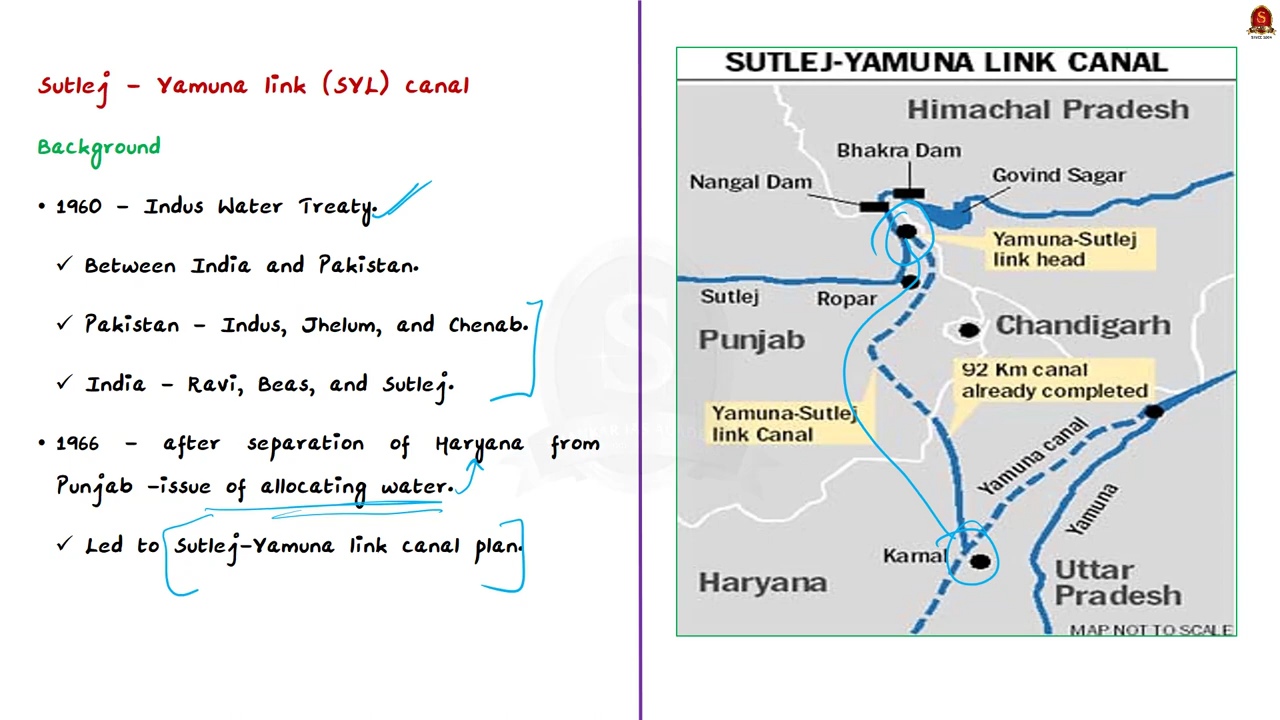 Sutlej - Yamuna link (SYL) canal
Background
• 1960 - Indus Water Treaty.
✓ Between India and Pakistan.
✓ Pakistan - Indus, Jhelum, and Chenab.
✓ India - Ravi, Beas, and Sutlej.
• 1966 - after separation of Haryana from
Punjab -issue of allocating water.
✓ Led to Sutlej-Yamuna link canal plan.
SUTLEJ-YAMUNA LINK CANAL
Himachal Pradesh
Bhakra Dam
Nangal Dam
Govind Sagar
Yamuna-Sutlej
link head
Sutlej
Ropar
Punjab
Chandigarh
92 Km canal
already completed
Yamuna-Sutlej
link Canal
Yamuna canal
Yamuna
Karnal
Haryana
Uttar
Pradesh
MAP NOT TO SCALE